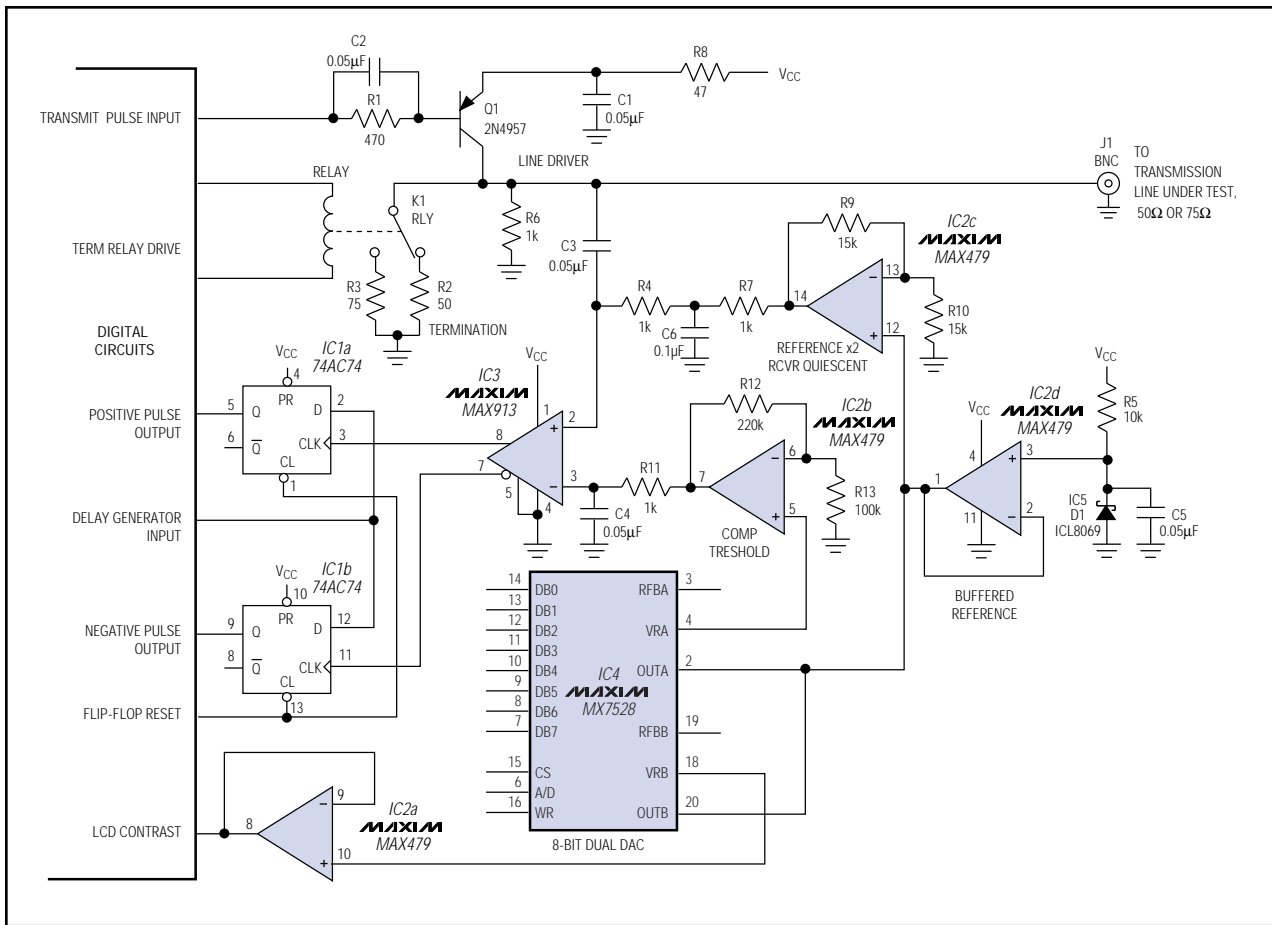 C2
0.05μF
R1
470
Q1
2N4957
C1
0.05μF
R8
47
VCC
TRANSMIT PULSE INPUT
LINE DRIVER
J1
BNC
TO
TRANSMISSION
LINE UNDER TEST,
50Ω OR 75Ω
RELAY
K1
RLY
TERM RELAY DRIVE
R6
1k
C3
0.05μF
R3
75
R2
50
TERMINATION
R4
1k
R7
1k
C6
0.1μF
R9
15k
IC2c
MAXIM
MAX479
13
14
12
−
+
R10
15k
REFERENCE x2
RCVR QUIESCENT
DIGITAL
CIRCUITS
VCC
4
IC1a
74AC74
PR
D
2
5
Q
6
Q
CLK
3
CL
1
POSITIVE PULSE
OUTPUT
IC3
MAXIM
MAX913
VCC
1
2
+
8
7
−
3
5
4
C4
0.05μF
R11
1k
R12
220k
IC2b
MAXIM
MAX479
6
7
5
−
+
R13
100k
COMP
TRESHOLD
VCC
IC2d
MAXIM
MAX479
4
3
+
1
−
2
11
VCC
R5
10k
IC5
D1
ICL8069
C5
0.05μF
BUFFERED
REFERENCE
DELAY GENERATOR
INPUT
IC1b
74AC74
VCC
10
PR
D
12
9
Q
8
Q
CLK
11
CL
13
NEGATIVE PULSE
OUTPUT
FLIP-FLOP RESET
LCD CONTRAST
8
9
−
+
10
IC2a
MAXIM
MAX479
14
DB0
13
DB1
12
DB2
11
DB3
10
DB4
9
DB5
8
DB6
7
DB7
15
CS
6
A/D
16
WR
IC4
MAXIM
MX7528
RFBA
3
VRA
4
OUTA
2
RFBB
19
VRB
18
OUTB
20
8-BIT DUAL DAC